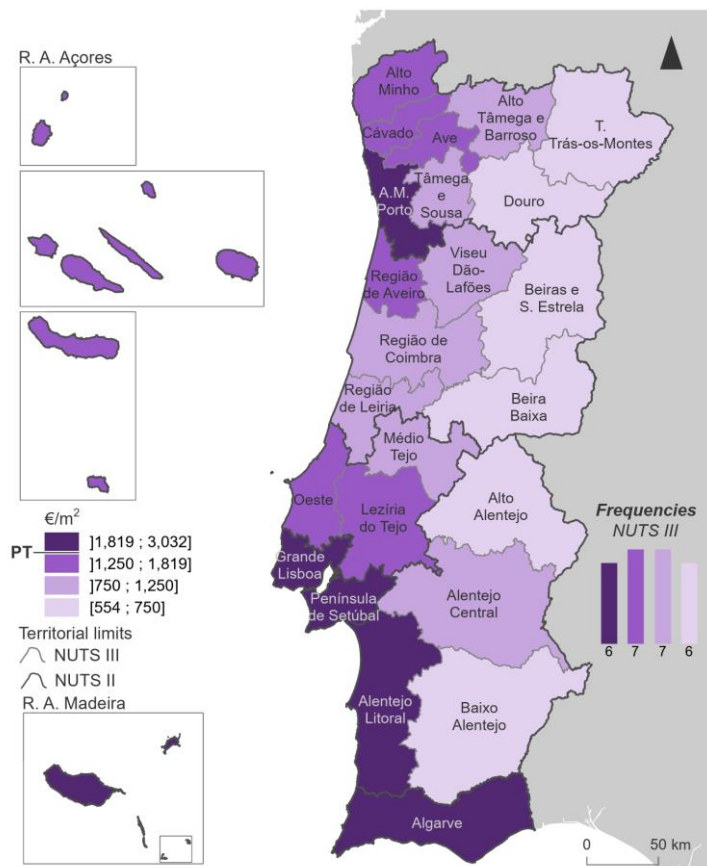 R. A. Açores
Alto
Minho
Cávado
Ave
Alto
Tâmega e
Barroso
T.
Trás-os-Montes
A.M.
Porto
Tâmega
e
Sousa
Douro
Região
de Aveiro
Viseu
Dão-
Lafões
Beiras e
S. Estrela
Região de
Coimbra
Região
de Leiria
Beira
Baixa
Médio
Tejo
Oeste
Lezíria
do Tejo
Alto
Alentejo
Grande
Lisboa
Península
de Setúbal
Alentejo
Central
Alentejo
Litoral
Baixo
Alentejo
Algarve
€/m²
PT
]1,819 ; 3,032]
]1,250 ; 1,819]
]750 ; 1,250]
[554 ; 750]
Territorial limits
NUTS III
NUTS II
R. A. Madeira
Frequencies
NUTS III
6 7 7 6
0 50 km